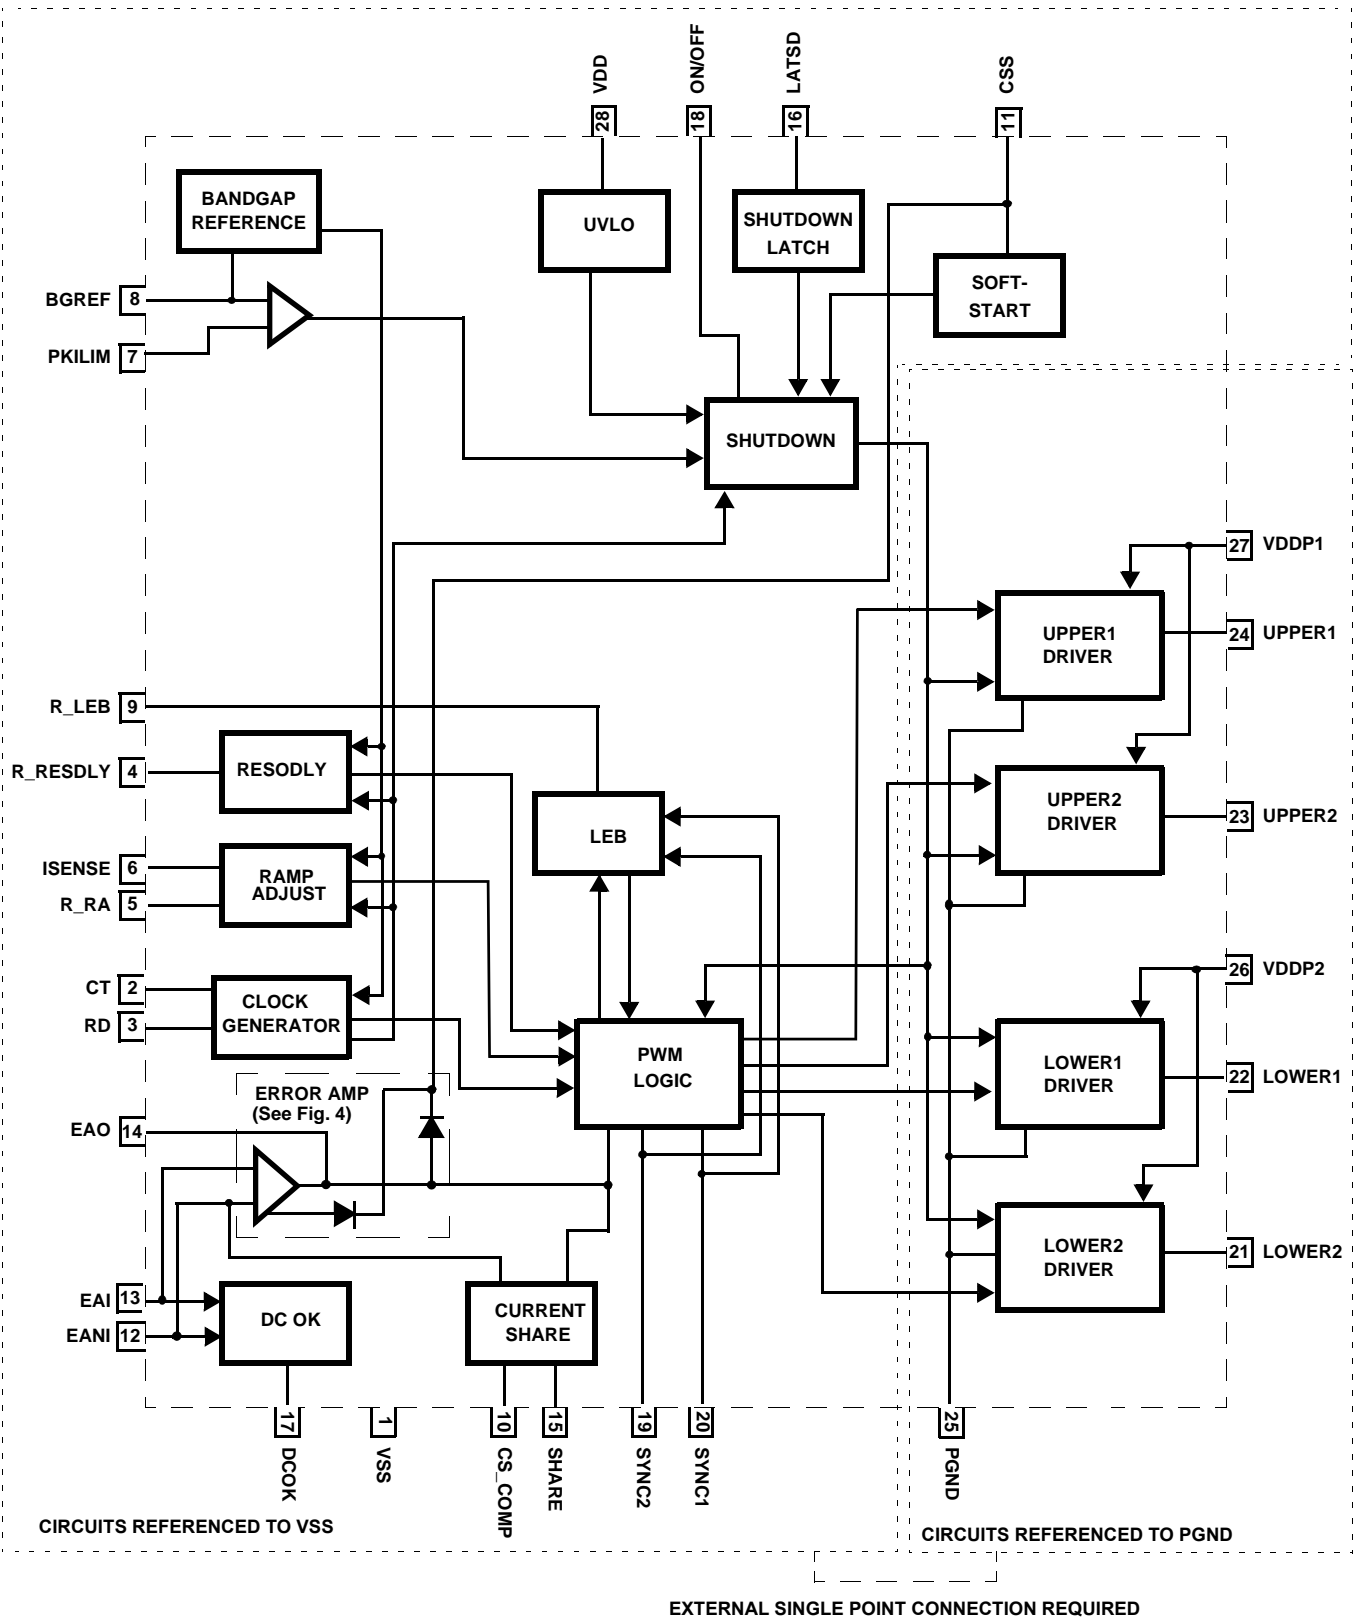 VDD
ON/OFF
LATSD
CSS
28
18
16
11
BANDGAP
REFERENCE
UVLO
SHUTDOWN
LATCH
SOFT-
START
BGREF 8
PKILIM 7
SHUTDOWN
27 VDDP1
UPPER1
DRIVER
24 UPPER1
R_LEB 9
R_RESDLY 4
RESODLY
UPPER2
DRIVER
23 UPPER2
LEB
ISENSE 6
R_RA 5
RAMP
ADJUST
CT 2
RD 3
CLOCK
GENERATOR
26 VDDP2
PWM
LOGIC
LOWER1
DRIVER
22 LOWER1
ERROR AMP
(See Fig. 4)
EAO 14
LOWER2
DRIVER
21 LOWER2
EAI 13
EANI 12
DC OK
CURRENT
SHARE
17
1
10
15
19
20
25
DCOK
VSS
CS_COMP
SHARE
SYNC2
SYNC1
PGND
CIRCUITS REFERENCED TO VSS
CIRCUITS REFERENCED TO PGND
EXTERNAL SINGLE POINT CONNECTION REQUIRED